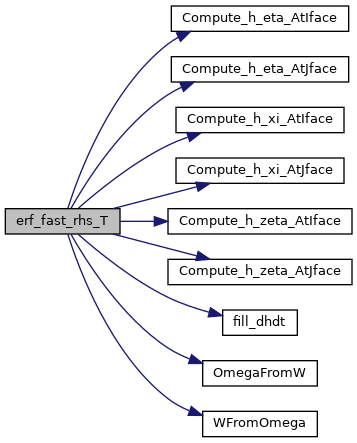 Compute_h_eta_AtIface
Compute_h_eta_AtJface
Compute_h_xi_AtIface
Compute_h_xi_AtJface
erf_fast_rhs_T
Compute_h_zeta_AtIface
Compute_h_zeta_AtJface
fill_dhdt
OmegaFromW
WFromOmega